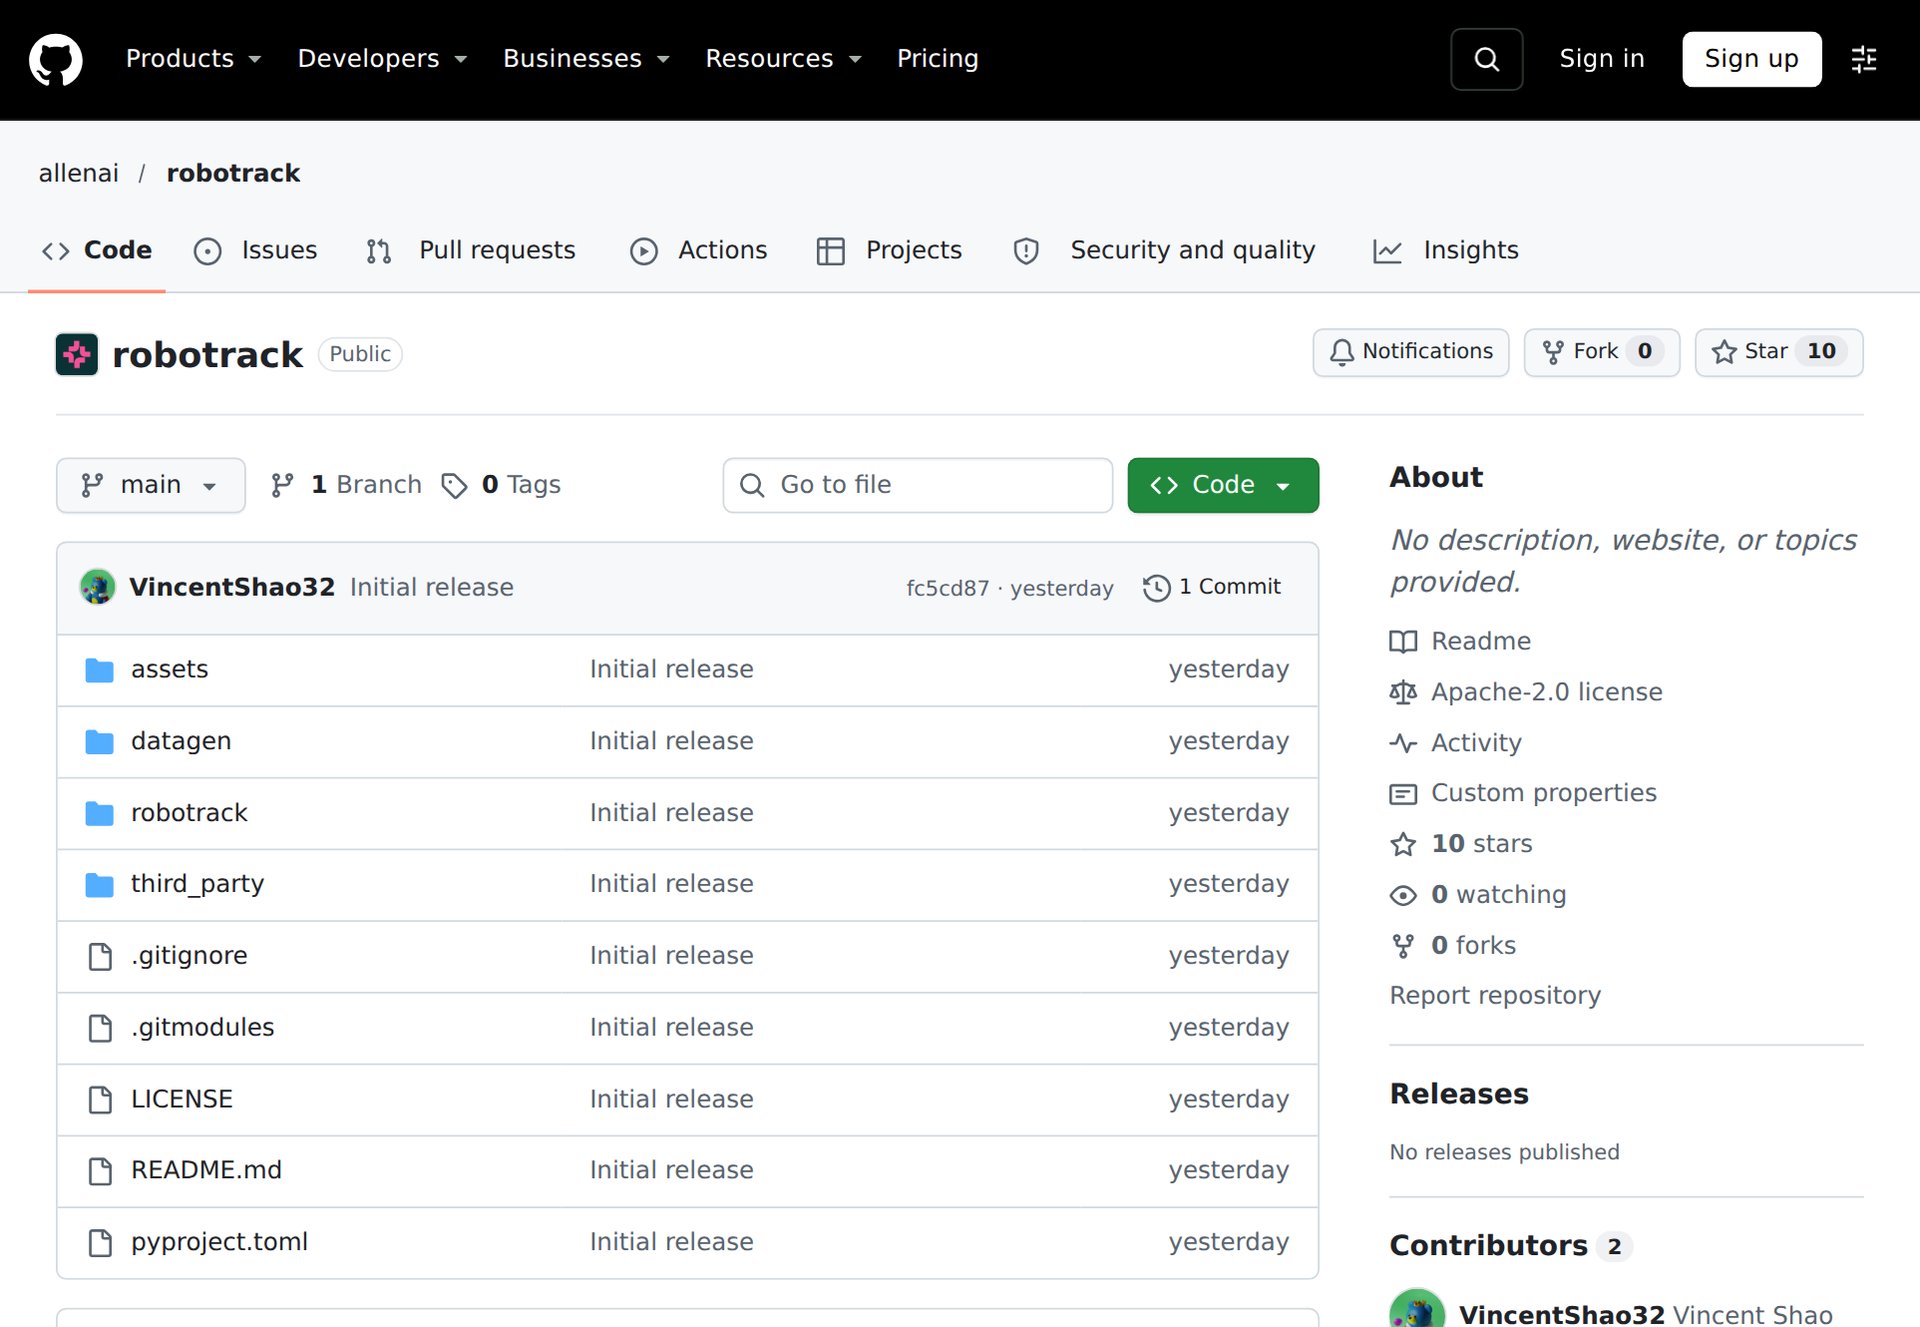 Products Developers Businesses Resources Pricing Sign in Sign up
allenai / robotrack
Code Issues Pull requests Actions Projects Security and quality Insights
robotrack Public Notifications Fork 0 Star 10
main 1 Branch 0 Tags Go to file Code
VincentShao32 Initial release fc5cd87 · yesterday 1 Commit
assets Initial release yesterday
datagen Initial release yesterday
robotrack Initial release yesterday
third_party Initial release yesterday
.gitignore Initial release yesterday
.gitmodules Initial release yesterday
LICENSE Initial release yesterday
README.md Initial release yesterday
pyproject.toml Initial release yesterday
About
No description, website, or topics
provided.
Readme
Apache-2.0 license
Activity
Custom properties
10 stars
0 watching
0 forks
Report repository
Releases
No releases published
Contributors 2
VincentShao32 Vincent Shao